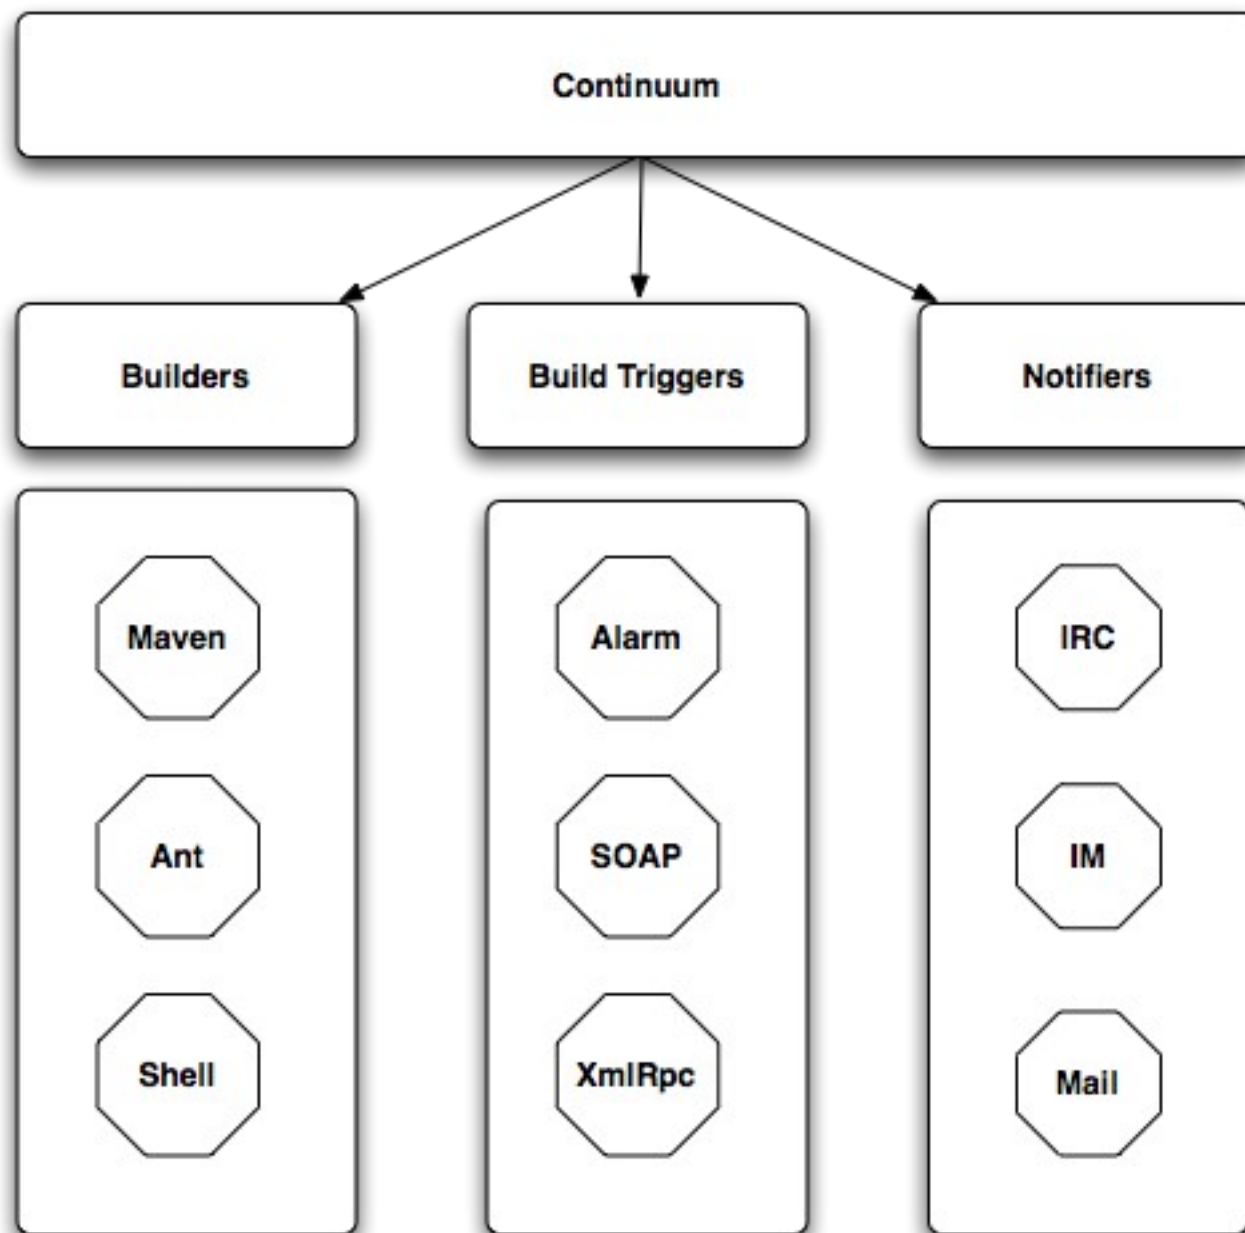 Continuum
Builders
Build Triggers
Notifiers
Maven
Alarm
IRC
Ant
SOAP
IM
Shell
XmlRpc
Mail